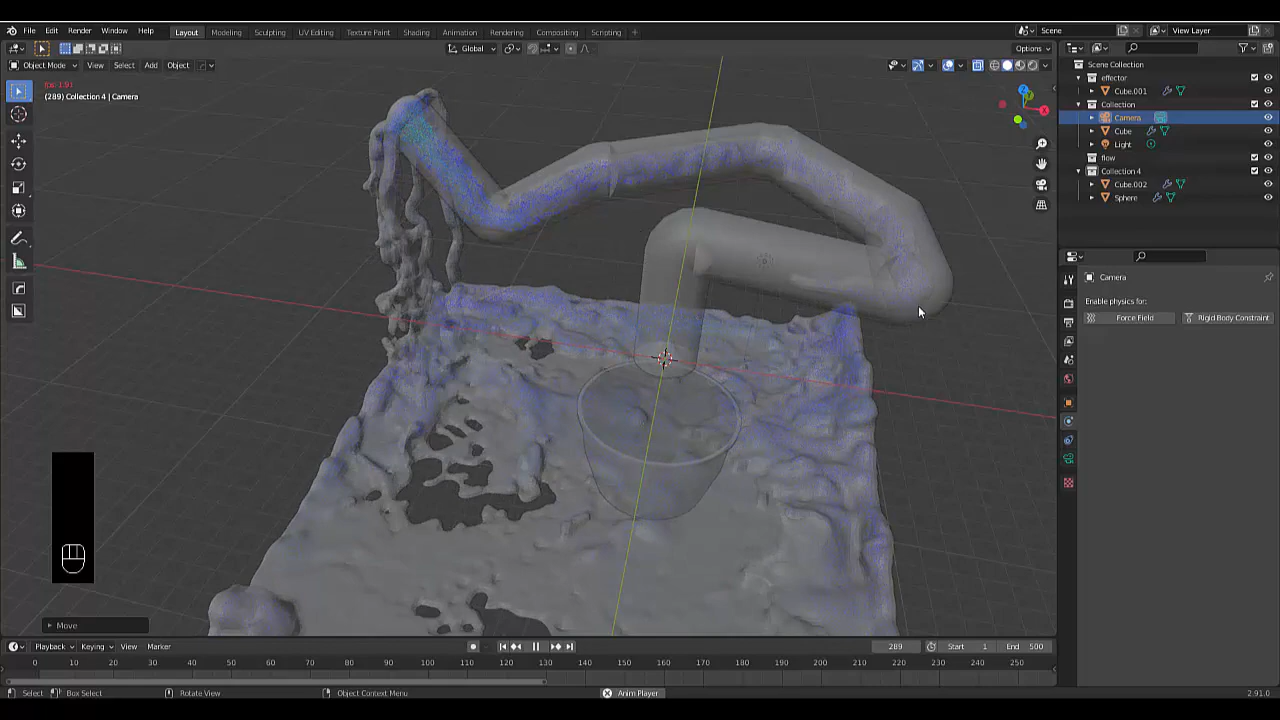 File Edit Render Window Help Layout Modeling Sculpting UV Editing Texture Paint Shading Animation Rendering Compositing Scripting + Scene View Layer
Global Options
Object Mode View Select Add Object
(289) Collection 4 | Camera
X
Scene Collection
effector
Cube.001
Collection
Camera
Cube
Light
flow
Collection 4
Cube.002
Sphere
Camera
Enable physics for:
Force Field Rigid Body Constraint
Move
Playback Keying View Marker 289 Start 1 End 500
0 10 20 30 40 50 60 70 80 90 100 110 120 130 140 150 160 170 180 190 200 210 220 230 240 250
Select Box Select Rotate View Object Context Menu Anim Player 2.91.0